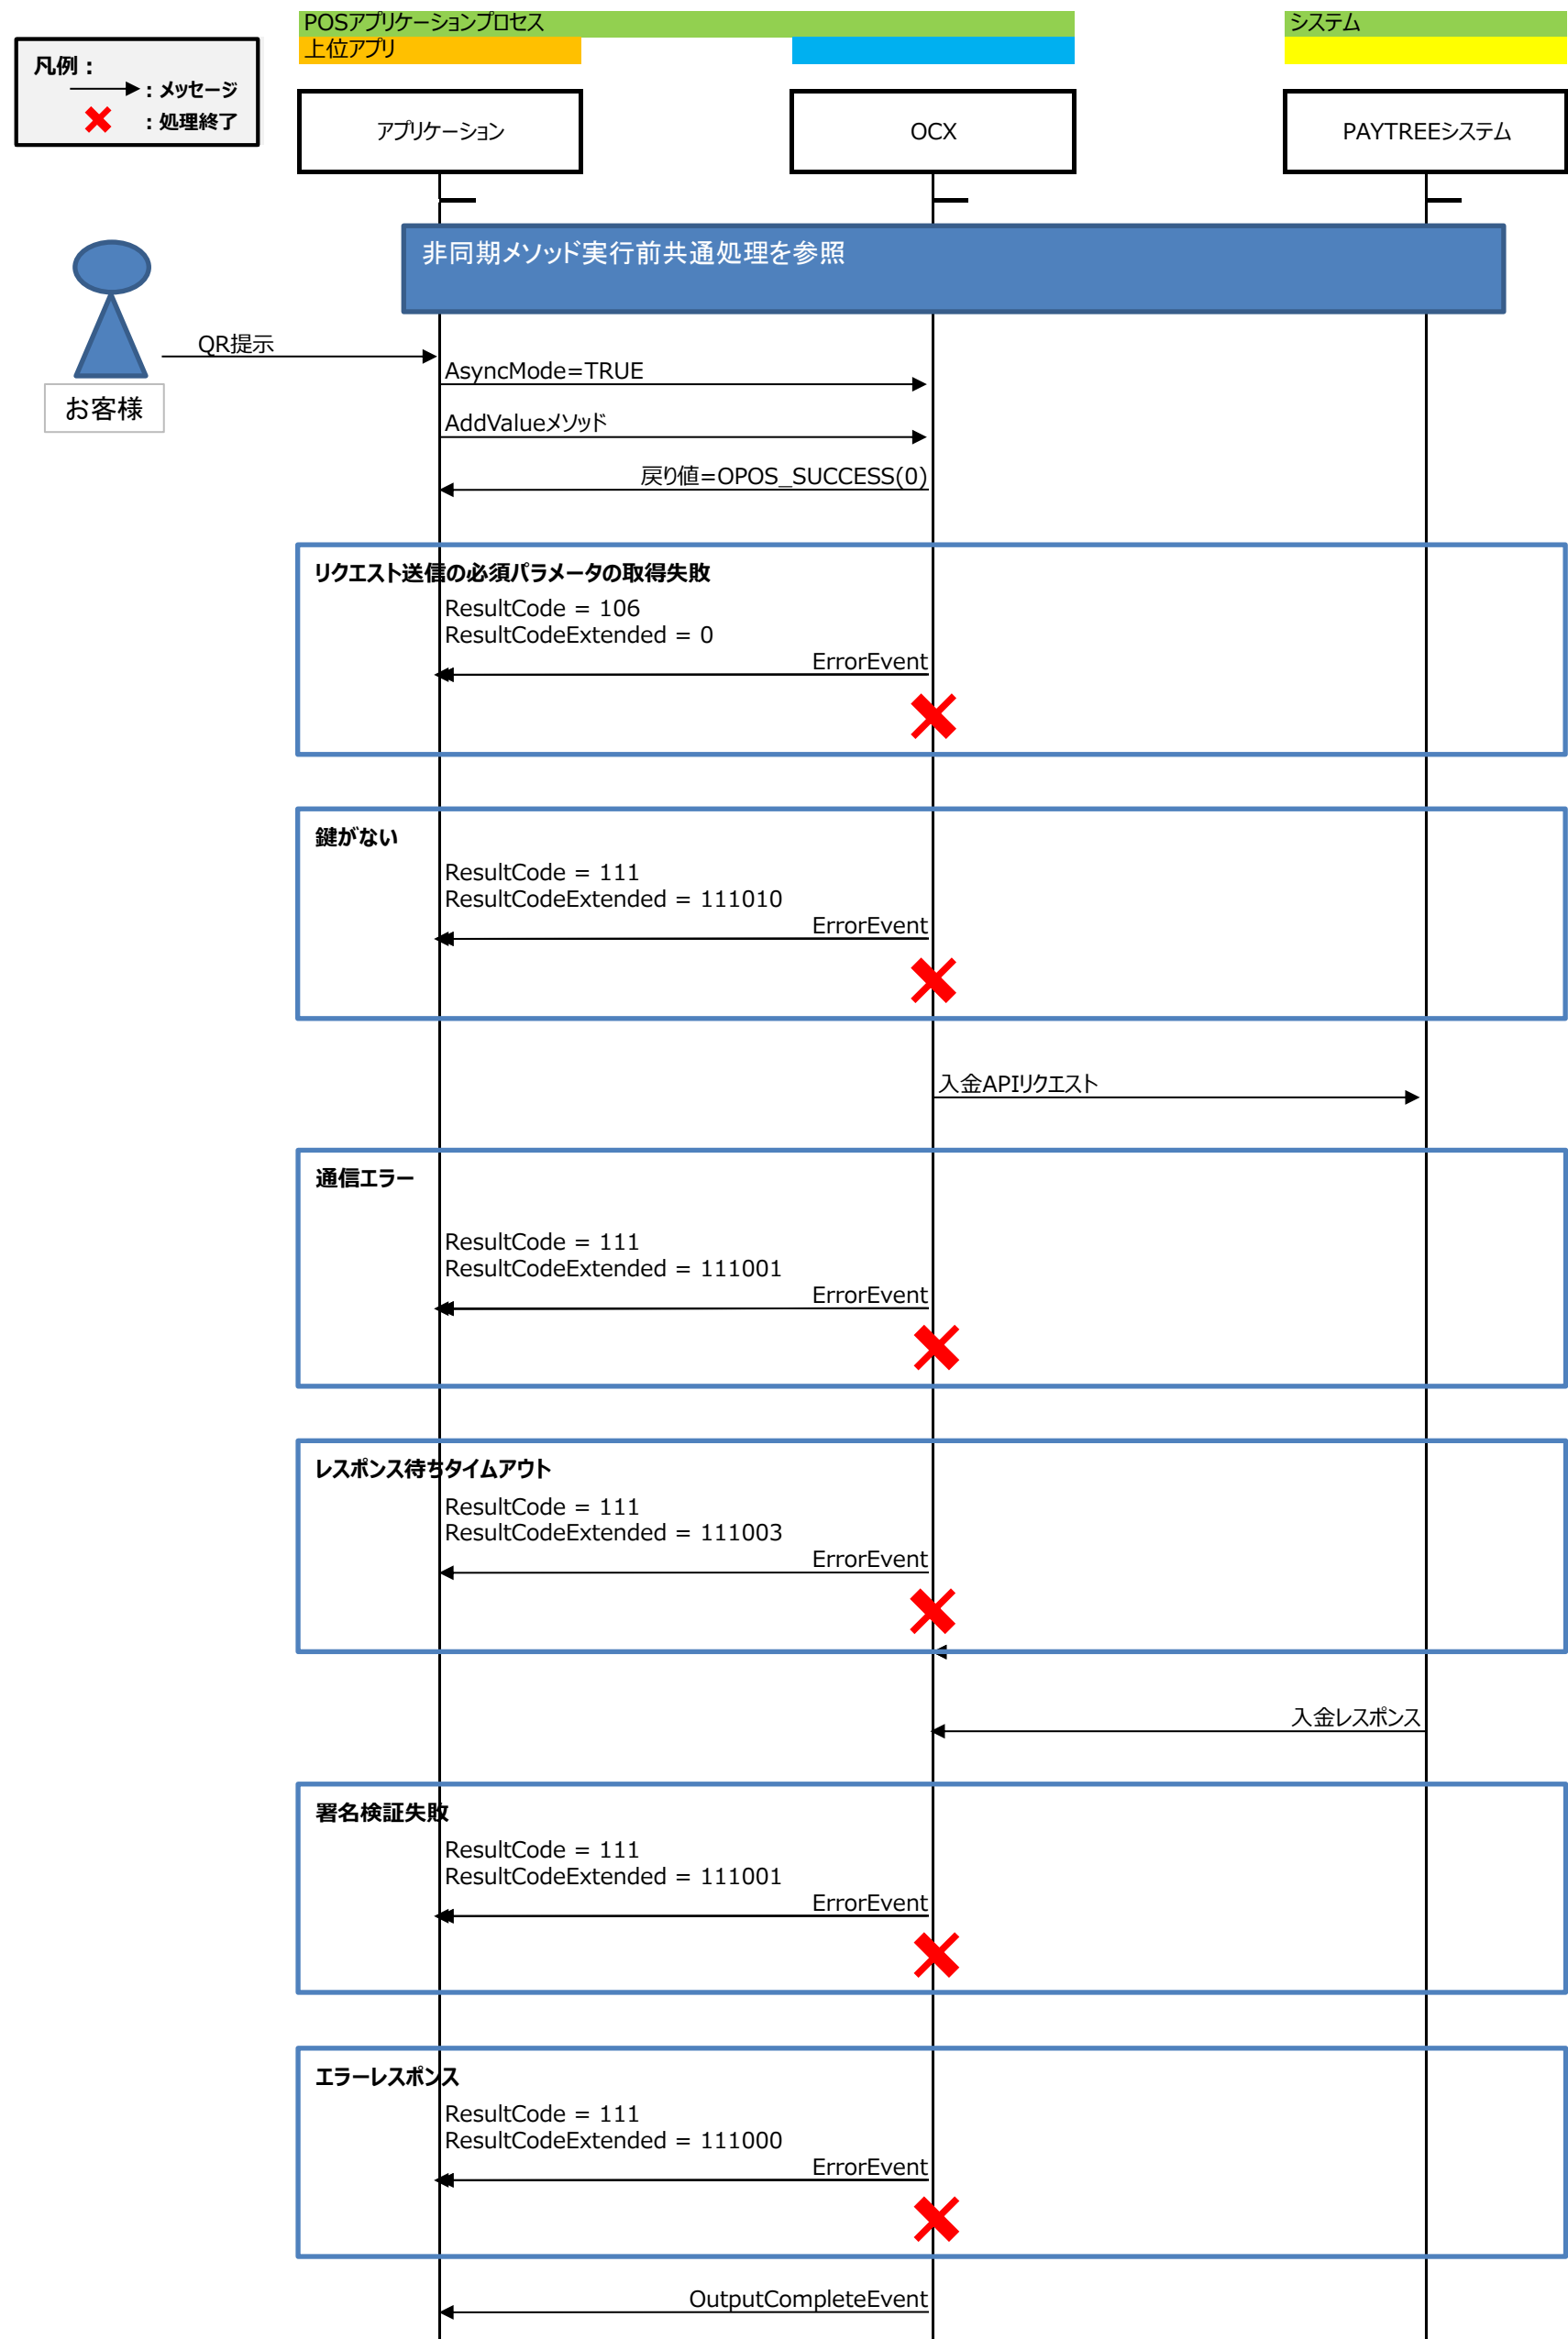 POSアプリケーションプロセス
システム
上位アプリ
凡例：
：メッセージ
：処理終了
アプリケーション
OCX
PAYTREEシステム
非同期メソッド実行前共通処理を参照
QR提示
AsyncMode=TRUE
お客様
AddValueメソッド
戻り値=OPOS_SUCCESS(0)
リクエスト送信の必須パラメータの取得失敗
ResultCode = 106
ResultCodeExtended = 0
ErrorEvent
鍵がない
ResultCode = 111
ResultCodeExtended = 111010
ErrorEvent
入金APIリクエスト
通信エラー
ResultCode = 111
ResultCodeExtended = 111001
ErrorEvent
レスポンス待ちタイムアウト
ResultCode = 111
ResultCodeExtended = 111003
ErrorEvent
入金レスポンス
署名検証失敗
ResultCode = 111
ResultCodeExtended = 111001
ErrorEvent
エラーレスポンス
ResultCode = 111
ResultCodeExtended = 111000
ErrorEvent
OutputCompleteEvent